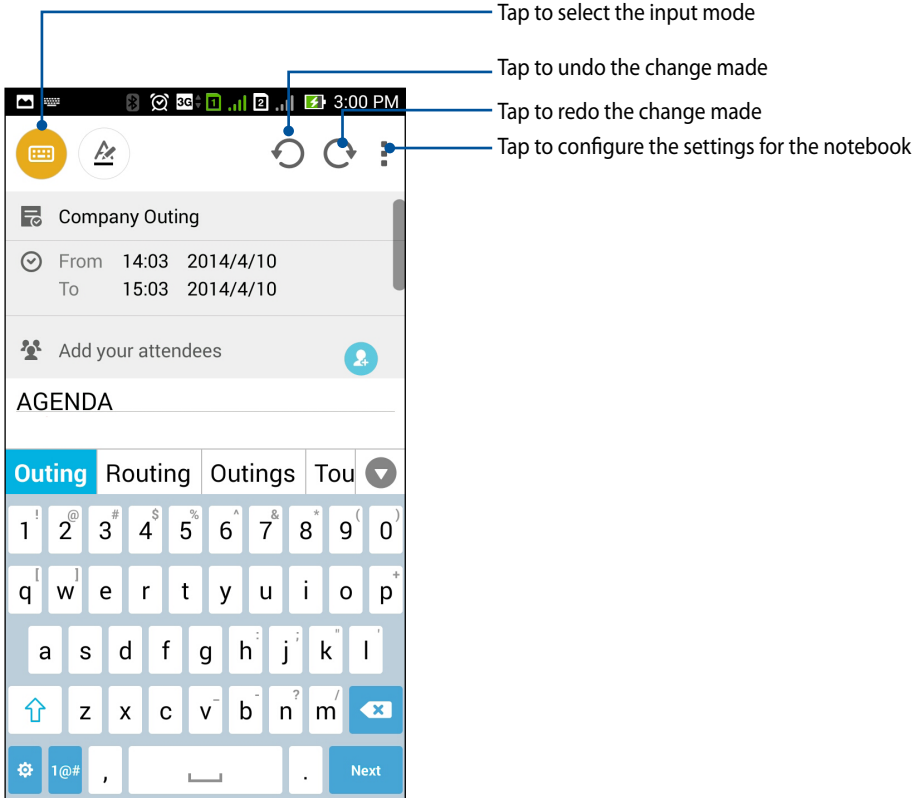 Tap to select the input mode
Tap to undo the change made
Tap to redo the change made
Tap to configure the settings for the notebook
3G 1 2 3:00 PM
Company Outing
From 14:03 2014/4/10
To 15:03 2014/4/10
Add your attendees
AGENDA
Outing Routing Outings Tou
1 ! 2 @ 3 # 4 $ 5 % 6 ^ 7 & 8 * 9 ( 0 )
q [ w ] e r t y u i o p +
a s d f g h : j ; k " l '
z x c v _ b - n ? m /
1@# , . Next